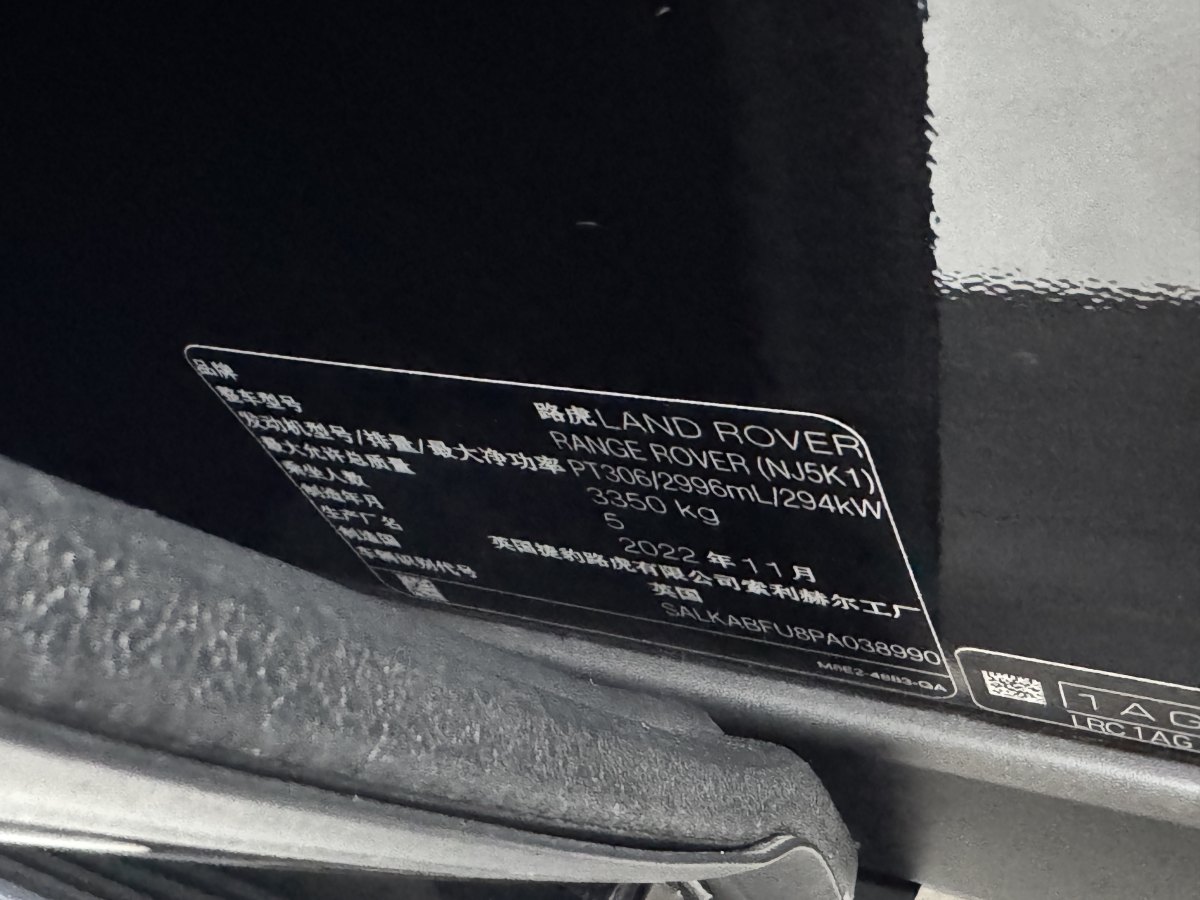 品牌 路虎LAND ROVER
整车型号 RANGE ROVER (NJ5K1)
发动机型号/排量/最大净功率 PT306/2996mL/294kW
最大允许总质量 3350 kg
乘坐人数 5
制造年月 2022 年 11 月
生产厂名 英国捷豹路虎有限公司索利赫尔工厂
制造国 英国
车辆识别代号 SALKABFU8PA038990
M8E2-4883-GA
1AG
LRC1AG